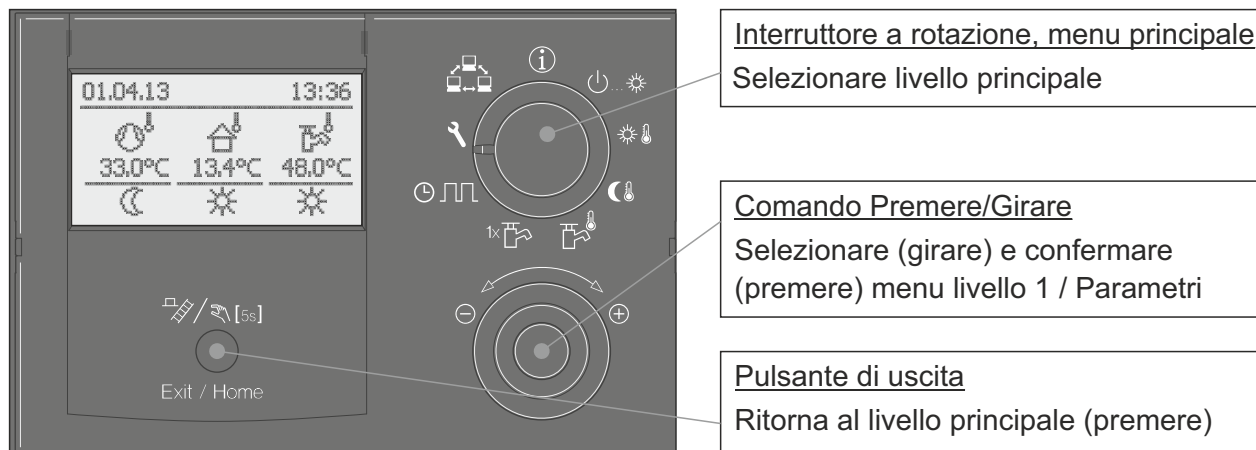 01.04.13 13:36
33.0°C 13.4°C 48.0°C
1x
[5s]
Exit / Home
Interruttore a rotazione, menu principale
Selezionare livello principale
Comando Premere/Girare
Selezionare (girare) e confermare
(premere) menu livello 1 / Parametri
Pulsante di uscita
Ritorna al livello principale (premere)